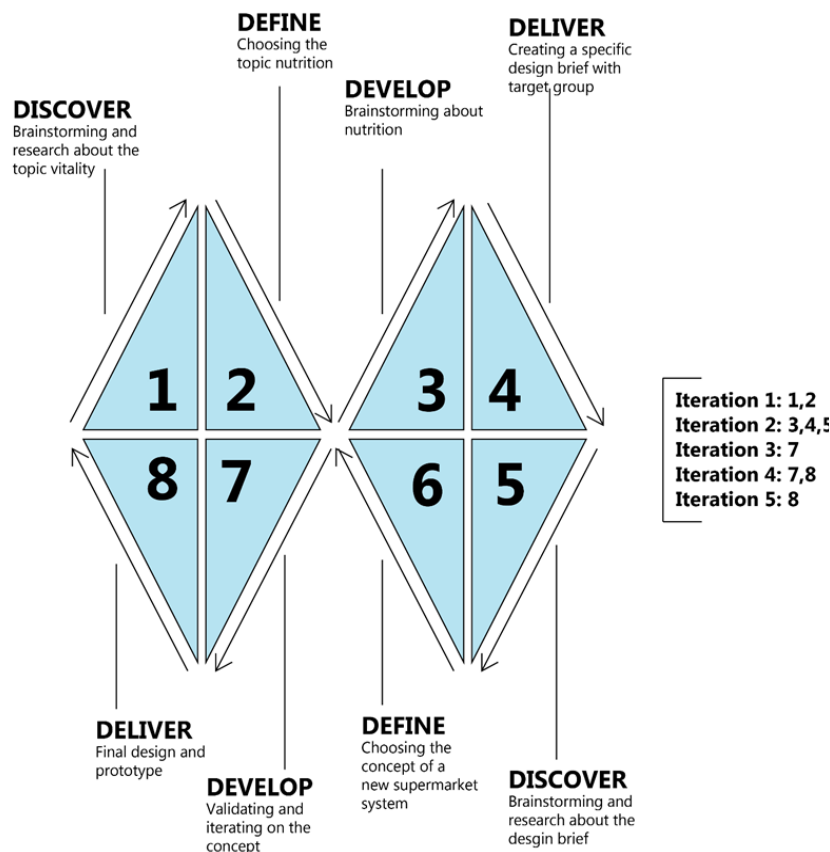 DEFINE
Choosing the
topic nutrition
DELIVER
Creating a specific
design brief with
target group
DEVELOP
Brainstorming about
nutrition
DISCOVER
Brainstorming and
research about the
topic vitality
1
2
3
4
8
7
6
5
Iteration 1: 1,2
Iteration 2: 3,4,5
Iteration 3: 7
Iteration 4: 7,8
Iteration 5: 8
DELIVER
Final design and
prototype
DEVELOP
Validating and
iterating on the
concept
DEFINE
Choosing the
concept of a
new supermarket
system
DISCOVER
Brainstorming and
research about the
desgin brief